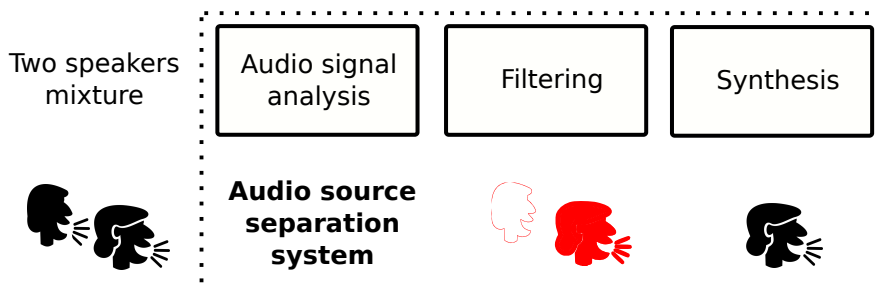 Two speakers
mixture
Audio signal
analysis
Filtering
Synthesis
Audio source
separation
system